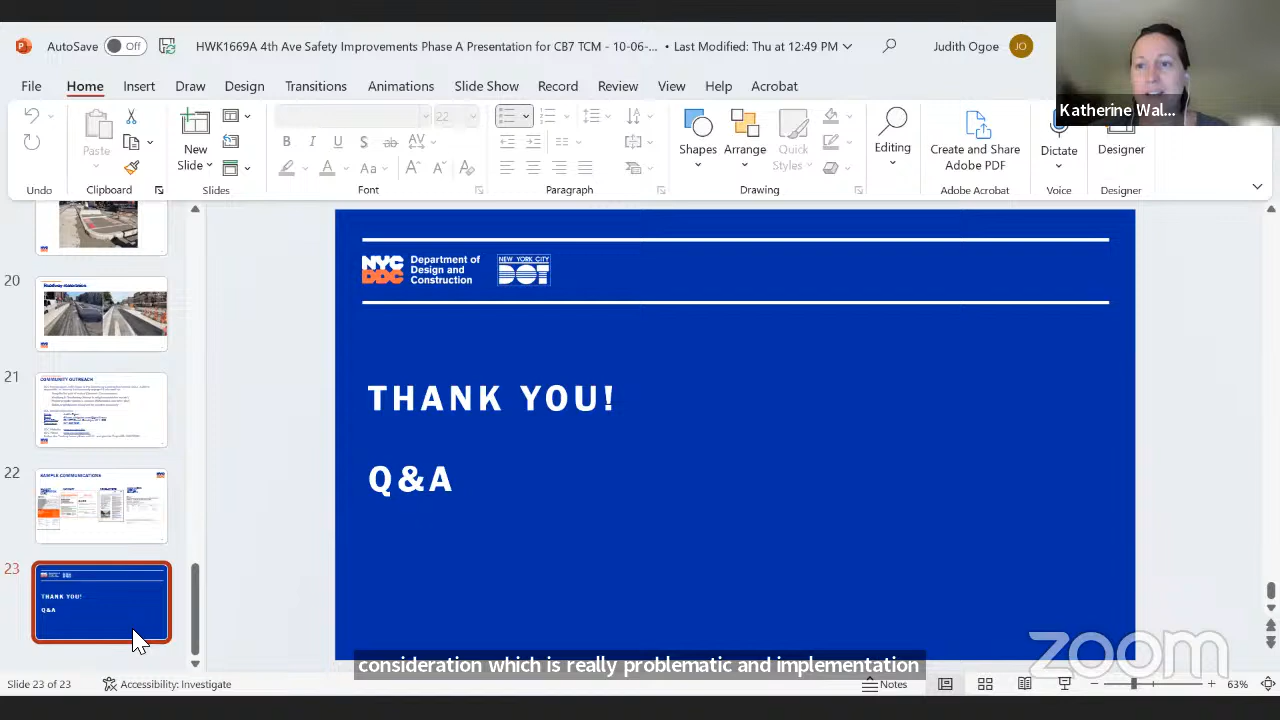 AutoSave Off HWK1669A 4th Ave Safety Improvements Phase A Presentation for CB7 TCM - 10-06-... • Last Modified: Thu at 12:49 PM Judith Ogoe JO
File Home Insert Draw Design Transitions Animations Slide Show Record Review View Help Acrobat
Katherine Wal...
Paste
New
Slide
22
B I U S ab AV
Aa A A A
Shapes
Arrange
Quick
Styles
Editing
Create and Share
Adobe PDF
Dictate
Designer
Undo Clipboard Slides Font Paragraph Drawing Adobe Acrobat Voice Designer
20
21
COMMUNITY OUTREACH
22
SAMPLE COMMUNICATIONS
23
THANK YOU!
Q&A
NYC
DDC
Department of
Design and
Construction
NEW YORK CITY
DOT
THANK YOU!
Q&A
consideration which is really problematic and implementation
zoom
Slide 23 of 23 Accessibility: Investigate Notes 63%